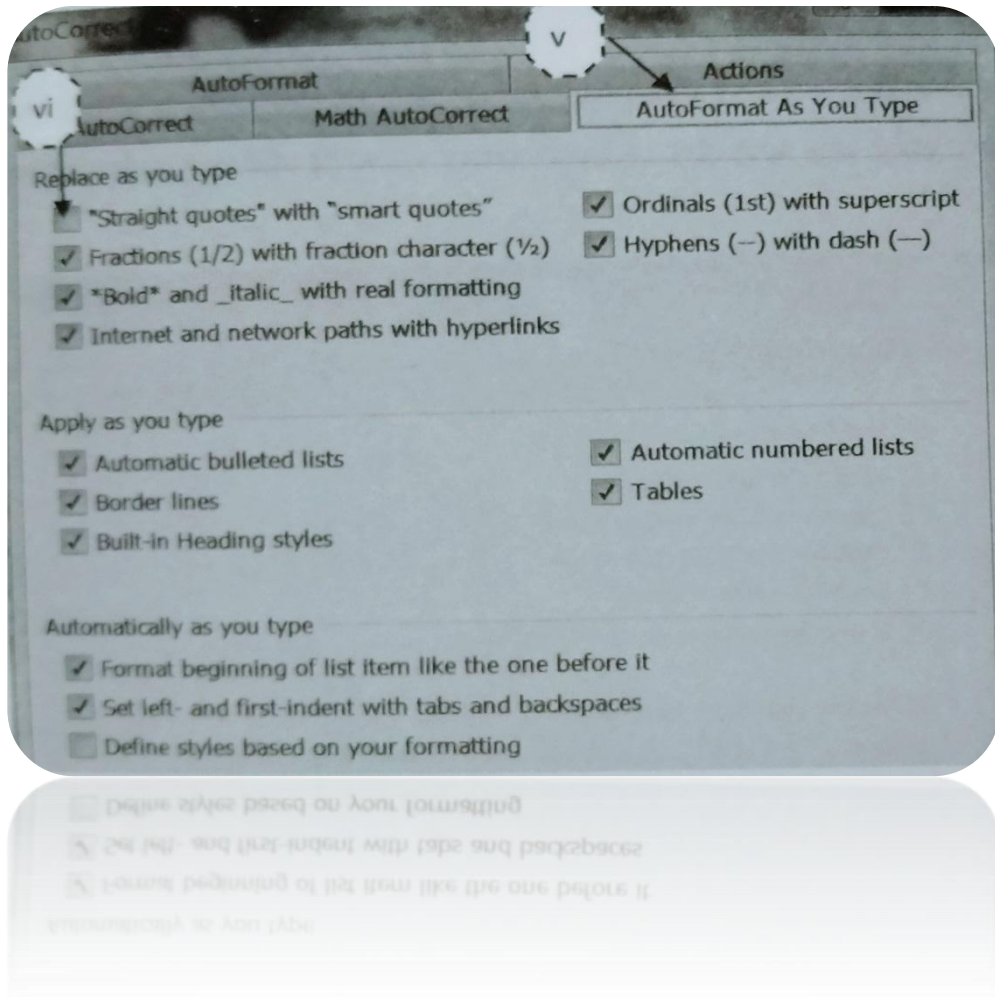 AutoCorrect
v
AutoFormat
Actions
vi
AutoCorrect
Math AutoCorrect
AutoFormat As You Type
Replace as you type
"Straight quotes" with “smart quotes”
Ordinals (1st) with superscript
Fractions (1/2) with fraction character (½)
Hyphens (--) with dash (—)
*Bold* and _italic_ with real formatting
Internet and network paths with hyperlinks
Apply as you type
Automatic bulleted lists
Automatic numbered lists
Border lines
Tables
Built-in Heading styles
Automatically as you type
Format beginning of list item like the one before it
Set left- and first-indent with tabs and backspaces
Define styles based on your formatting